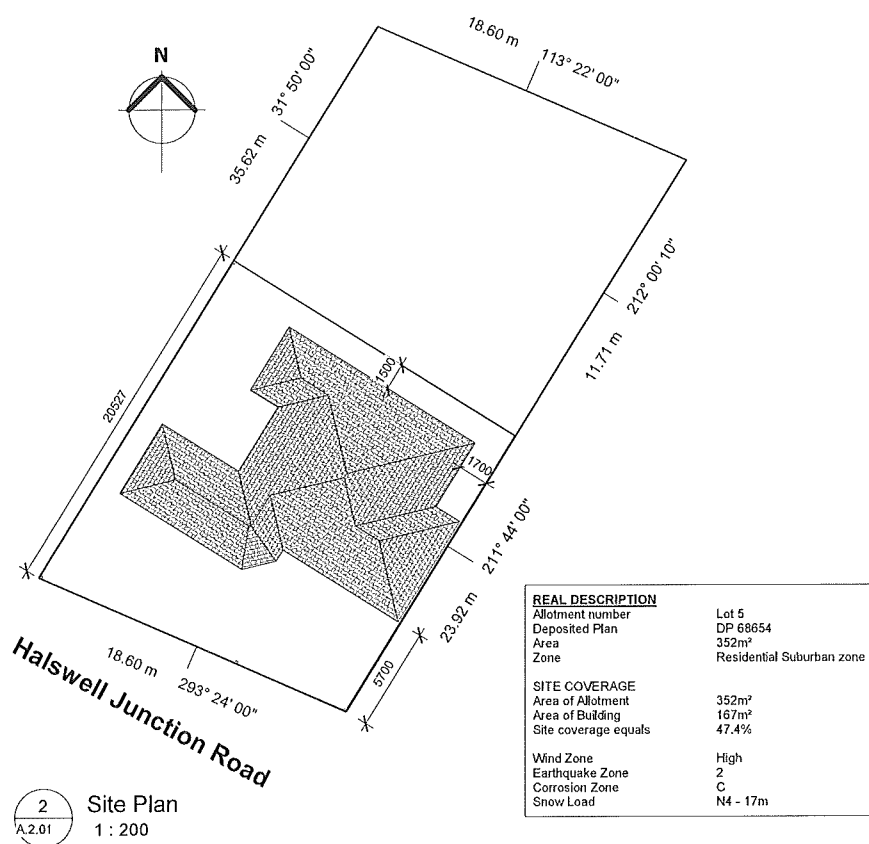 18.60 m 113° 22' 00"
N
35.62 m 31° 50' 00"
11.71 m 212° 00' 10"
20527
1500
1700
23.92 m 211° 44' 00"
5700
18.60 m 293° 24' 00"
Halswell Junction Road
2
A.2.01
Site Plan
1 : 200
REAL DESCRIPTION
Allotment number Lot 5
Deposited Plan DP 68654
Area 352m²
Zone Residential Suburban zone
SITE COVERAGE
Area of Allotment 352m²
Area of Building 167m²
Site coverage equals 47.4%
Wind Zone High
Earthquake Zone 2
Corrosion Zone C
Snow Load N4 - 17m